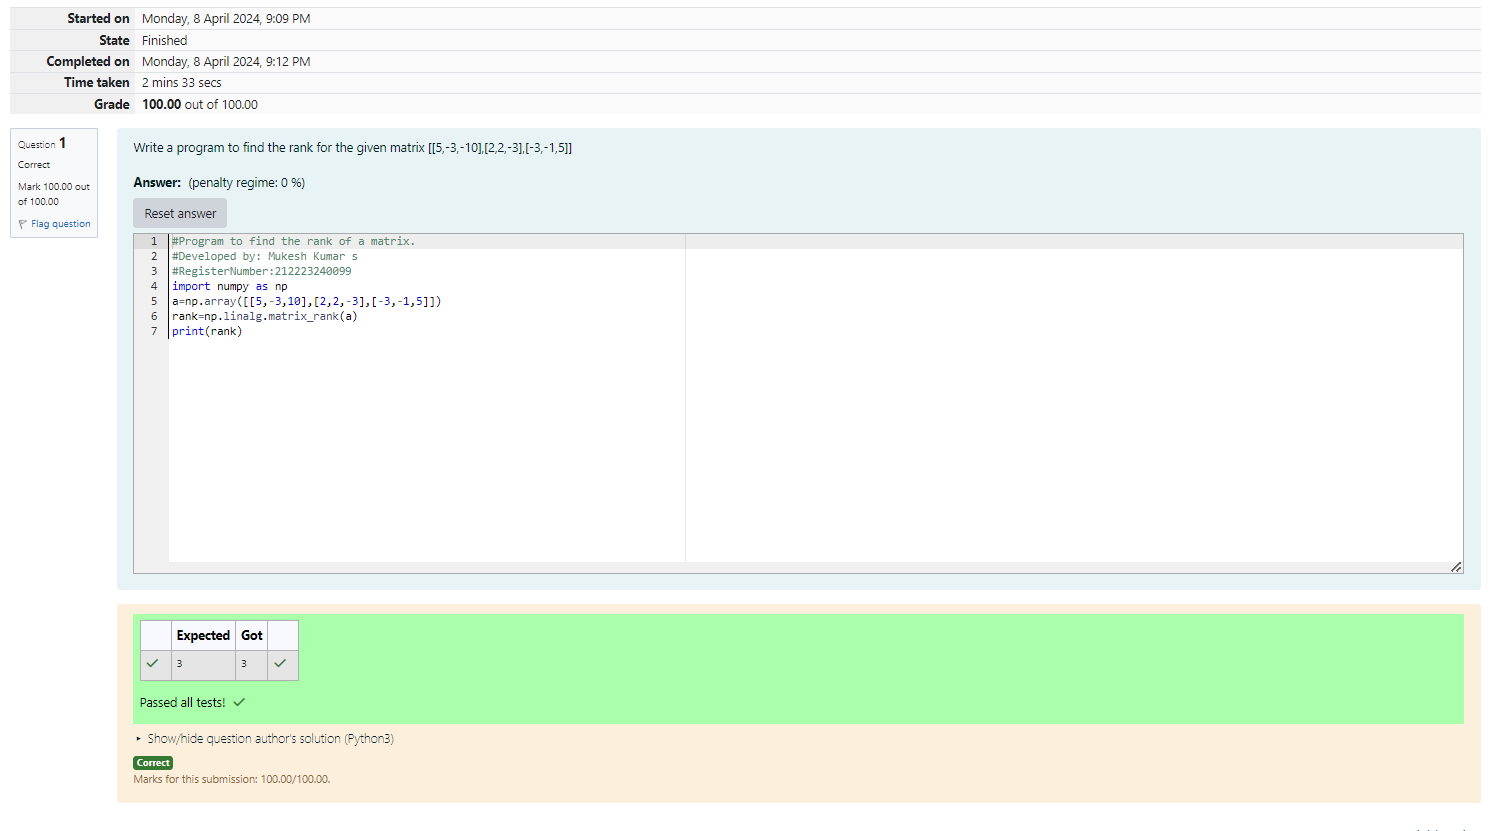 Started on Monday, 8 April 2024, 9:09 PM
State Finished
Completed on Monday, 8 April 2024, 9:12 PM
Time taken 2 mins 33 secs
Grade 100.00 out of 100.00
Question 1
Correct
Mark 100.00 out
of 100.00
Flag question
Write a program to find the rank for the given matrix [[5,-3,-10],[2,2,-3],[-3,-1,5]]
Answer: (penalty regime: 0 %)
Reset answer
1 #Program to find the rank of a matrix.
2 #Developed by: Mukesh Kumar s
3 #RegisterNumber:212223240099
4 import numpy as np
5 a=np.array([[5,-3,10],[2,2,-3],[-3,-1,5]])
6 rank=np.linalg.matrix_rank(a)
7 print(rank)
Expected Got
3 3
Passed all tests!
Show/hide question author's solution (Python3)
Correct
Marks for this submission: 100.00/100.00.